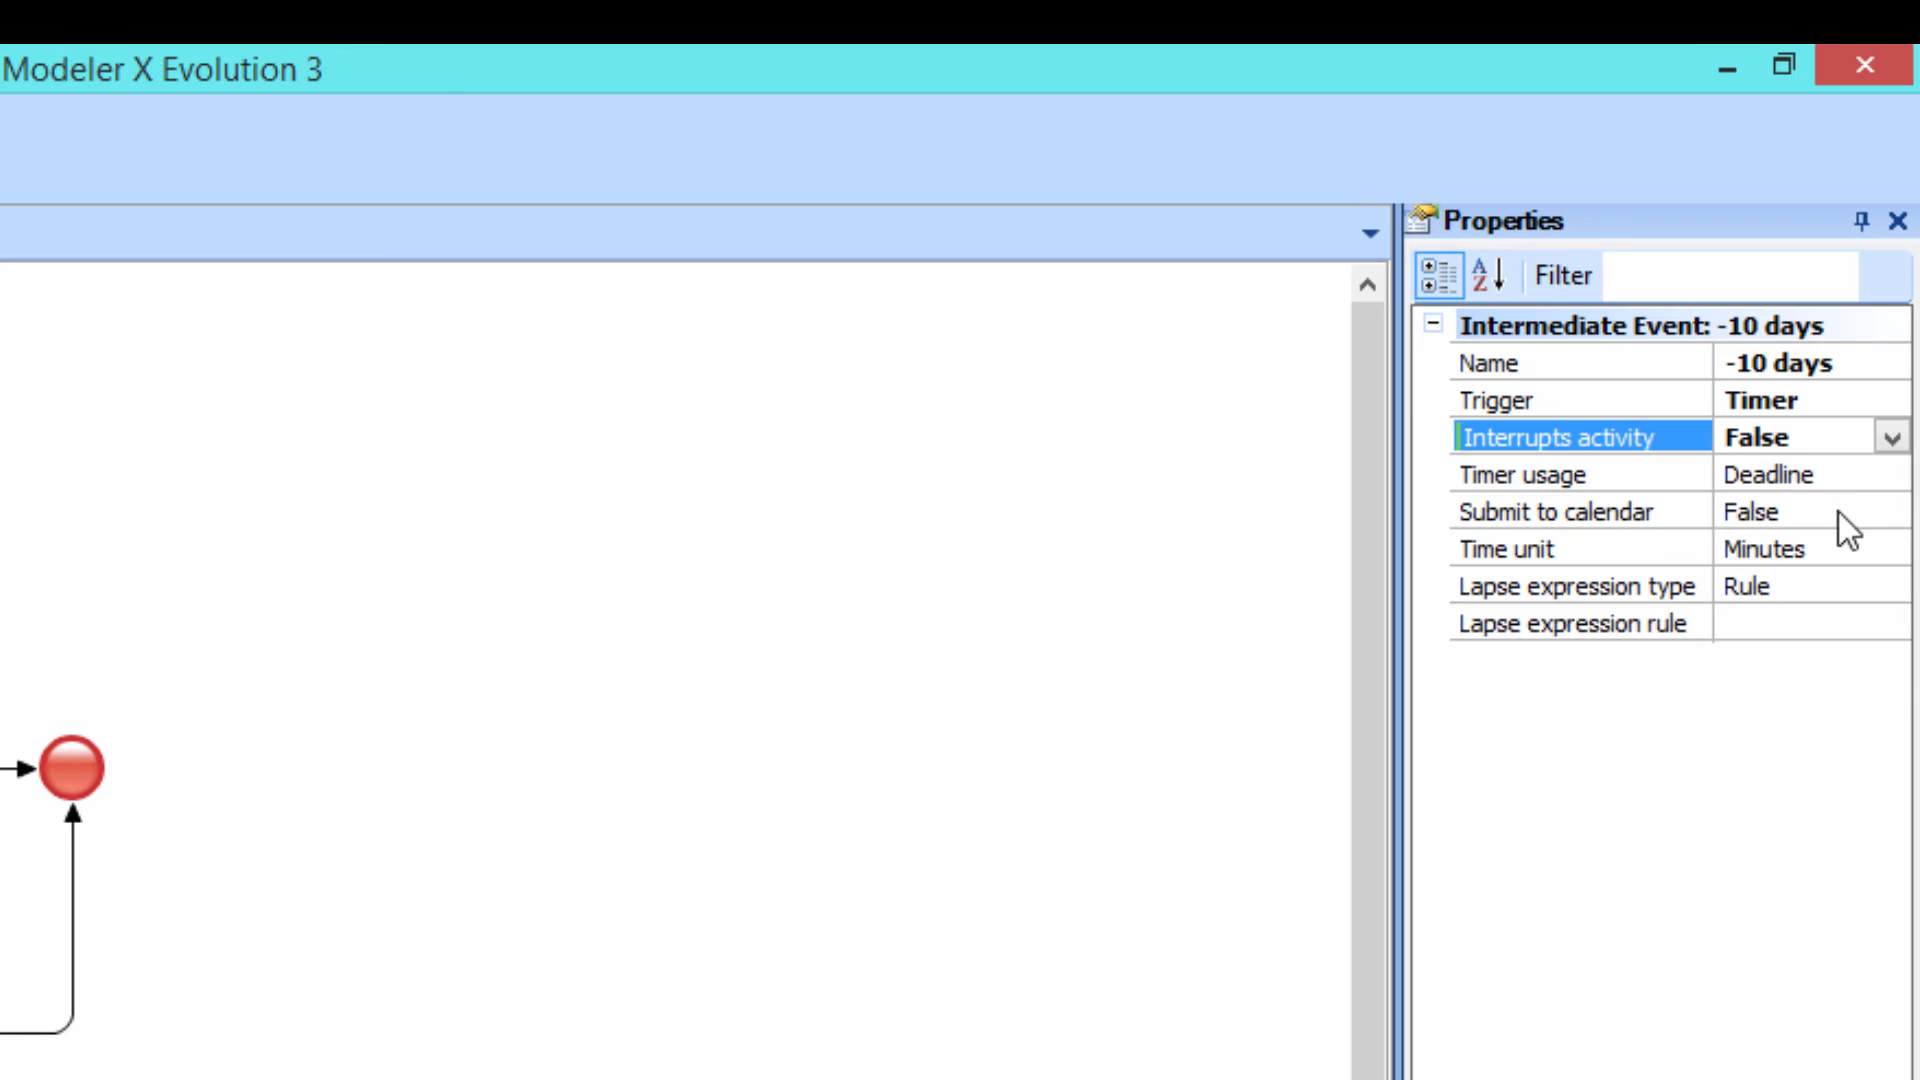 Modeler X Evolution 3
Properties
Filter
Intermediate Event: -10 days
Name -10 days
Trigger Timer
Interrupts activity False
Timer usage Deadline
Submit to calendar False
Time unit Minutes
Lapse expression type Rule
Lapse expression rule